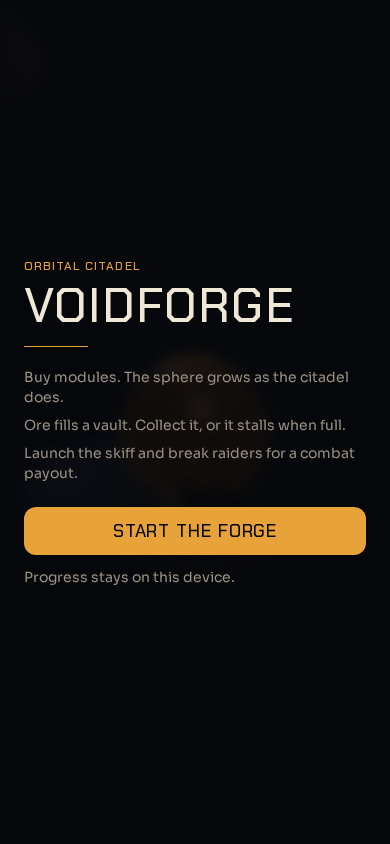 ORBITAL CITADEL
VOIDFORGE
Buy modules. The sphere grows as the citadel
does.
Ore fills a vault. Collect it, or it stalls when full.
Launch the skiff and break raiders for a combat
payout.
START THE FORGE
Progress stays on this device.